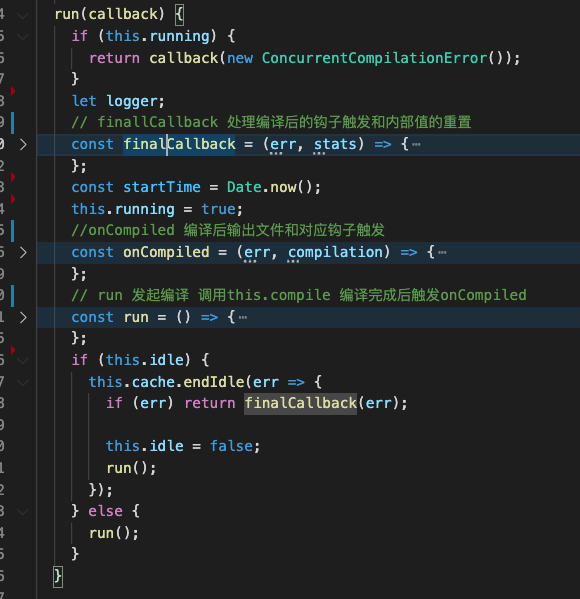 run(callback) {
if (this.running) {
return callback(new ConcurrentCompilationError());
}
let logger;
// finallCallback 处理编译后的钩子触发和内部值的重置
const finalCallback = (err, stats) => {…
};
const startTime = Date.now();
this.running = true;
//onCompiled 编译后输出文件和对应钩子触发
const onCompiled = (err, compilation) => {…
};
// run 发起编译 调用this.compile 编译完成后触发onCompiled
const run = () => {…
};
if (this.idle) {
this.cache.endIdle(err => {
if (err) return finalCallback(err);
this.idle = false;
run();
});
} else {
run();
}
}